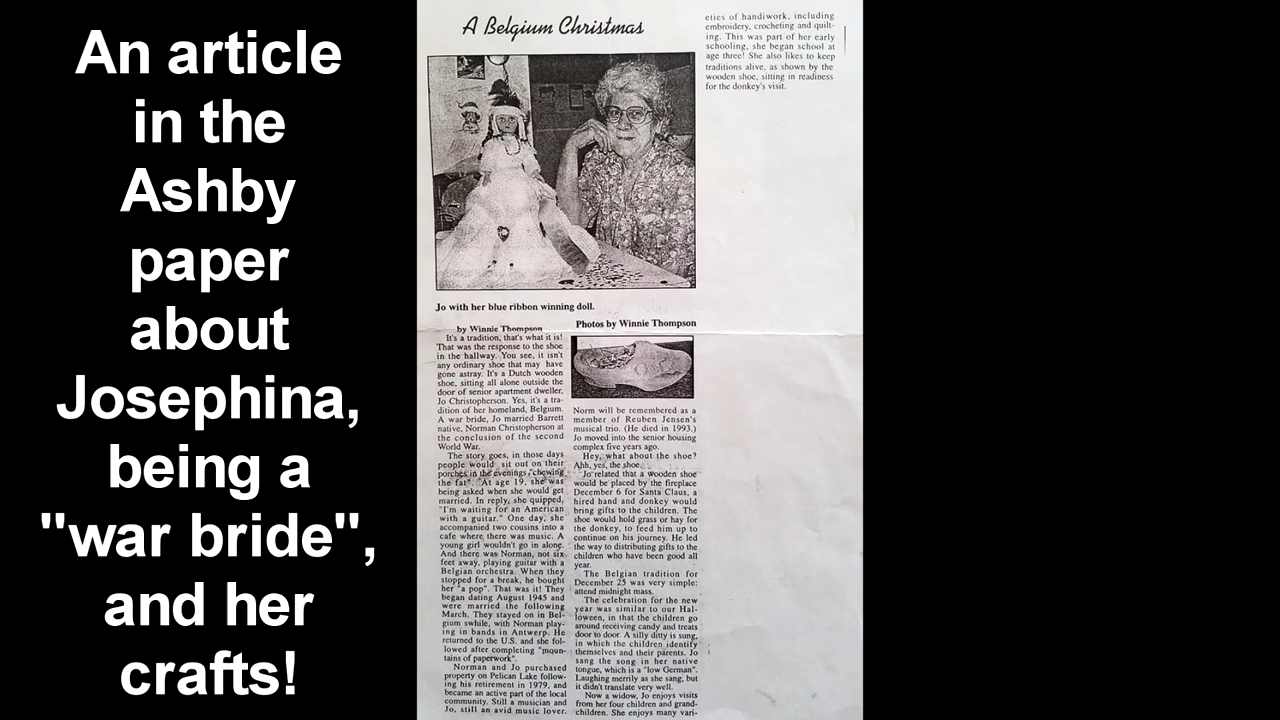 An article
in the
Ashby
paper
about
Josephina,
being a
"war bride",
and her
crafts!
A Belgium Christmas
Jo with her blue ribbon winning doll.
by Winnie Thompson
It's a tradition, that's what it is!
That was the response to the shoe
in the hallway. You see, it isn't
any ordinary shoe that may have
gone astray. It's a Dutch wooden
shoe, sitting all alone outside the
door of senior apartment dweller,
Jo Christopherson. Yes, it's a tra-
dition of her homeland, Belgium.
A war bride, Jo married Barrett
native, Norman Christopherson at
the conclusion of the second
World War.
The story goes, in those days
people would sit out on their
porches in the evenings "chewing
the fat". "At age 19, she was
being asked when she would get
married. In reply, she quipped,
"I'm waiting for an American
with a guitar." One day, she
accompanied two cousins into a
cafe where there was music. A
young girl wouldn't go in alone.
And there was Norman, not six
feet away, playing guitar with a
Belgian orchestra. When they
stopped for a break, he bought
her "a pop". That was it! They
began dating August 1945 and
were married the following
March. They stayed on in Bel-
gium swhile, with Norman play-
ing in bands in Antwerp. He
returned to the U.S. and she fol-
lowed after completing "moun-
tains of paperwork".
Norman and Jo purchased
property on Pelican Lake follow-
ing his retirement in 1979, and
became an active part of the local
community. Still a musician and
Jo, still an avid music lover.
Photos by Winnie Thompson
Norm will be remembered as a
member of Reuben Jensen's
musical trio. (He died in 1993.)
Jo moved into the senior housing
complex five years ago.
Hey, what about the shoe?
Ahh, yes, the shoe.
Jo related that a wooden shoe
would be placed by the fireplace
December 6 for Santa Claus, a
hired hand and donkey would
bring gifts to the children. The
shoe would hold grass or hay for
the donkey, to feed him up to
continue on his journey. He led
the way to distributing gifts to the
children who have been good all
year.
The Belgian tradition for
December 25 was very simple:
attend midnight mass.
The celebration for the new
year was similar to our Hal-
loween, in that the children go
around receiving candy and treats
door to door. A silly ditty is sung,
in which the children identify
themselves and their parents. Jo
sang the song in her native
tongue, which is a "low German".
Laughing merrily as she sang, but
it didn't translate very well.
Now a widow, Jo enjoys visits
from her four children and grand-
children. She enjoys many vari-
eties of handiwork, including
embroidery, crocheting and quilt-
ing. This was part of her early
schooling, she began school at
age three! She also likes to keep
traditions alive, as shown by the
wooden shoe, sitting in readiness
for the donkey's visit.